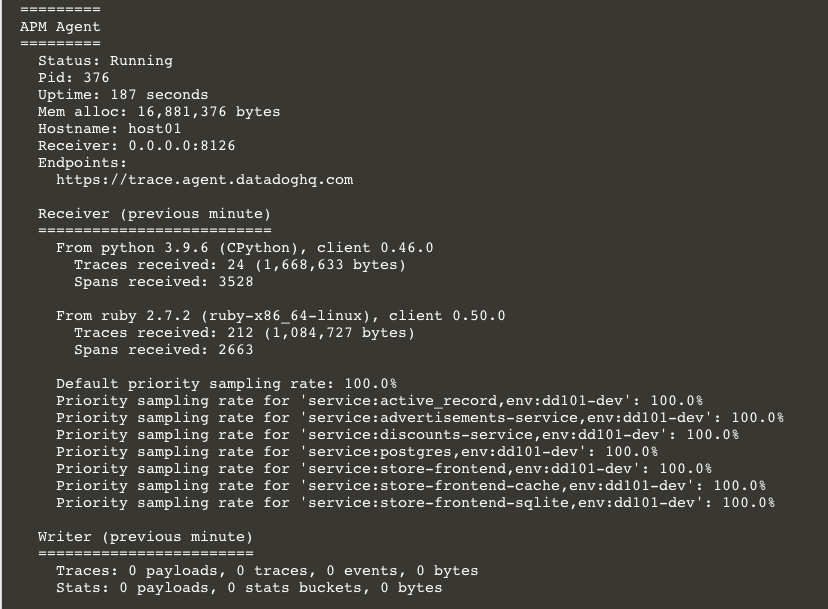 =========
APM Agent
=========
Status: Running
Pid: 376
Uptime: 187 seconds
Mem alloc: 16,881,376 bytes
Hostname: host01
Receiver: 0.0.0.0:8126
Endpoints:
https://trace.agent.datadoghq.com
Receiver (previous minute)
==========================
From python 3.9.6 (CPython), client 0.46.0
Traces received: 24 (1,668,633 bytes)
Spans received: 3528
From ruby 2.7.2 (ruby-x86_64-linux), client 0.50.0
Traces received: 212 (1,084,727 bytes)
Spans received: 2663
Default priority sampling rate: 100.0%
Priority sampling rate for 'service:active_record,env:dd101-dev': 100.0%
Priority sampling rate for 'service:advertisements-service,env:dd101-dev': 100.0%
Priority sampling rate for 'service:discounts-service,env:dd101-dev': 100.0%
Priority sampling rate for 'service:postgres,env:dd101-dev': 100.0%
Priority sampling rate for 'service:store-frontend,env:dd101-dev': 100.0%
Priority sampling rate for 'service:store-frontend-cache,env:dd101-dev': 100.0%
Priority sampling rate for 'service:store-frontend-sqlite,env:dd101-dev': 100.0%
Writer (previous minute)
========================
Traces: 0 payloads, 0 traces, 0 events, 0 bytes
Stats: 0 payloads, 0 stats buckets, 0 bytes